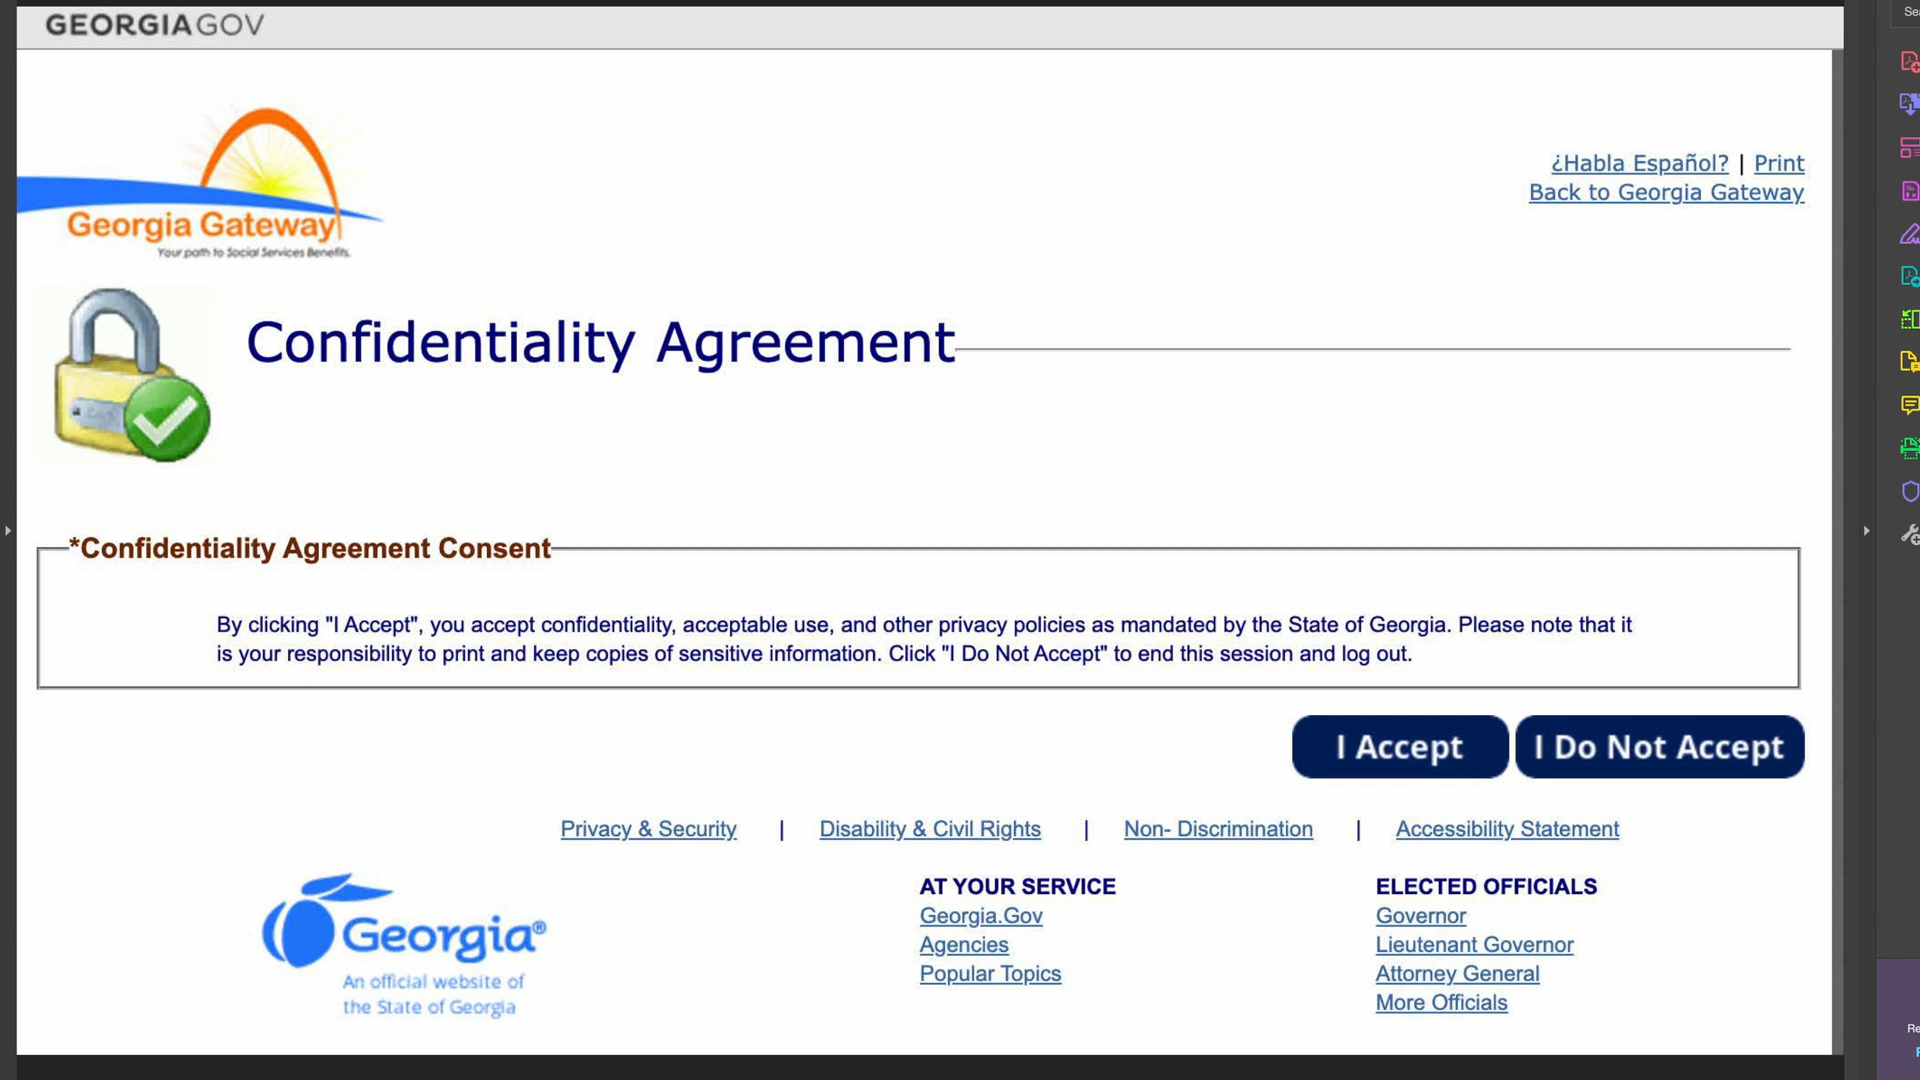 GEORGIAGOV
¿Habla Español? | Print
Back to Georgia Gateway
Georgia Gateway
Your path to Social Services Benefits.
Confidentiality Agreement
*Confidentiality Agreement Consent
By clicking "I Accept", you accept confidentiality, acceptable use, and other privacy policies as mandated by the State of Georgia. Please note that it
is your responsibility to print and keep copies of sensitive information. Click "I Do Not Accept" to end this session and log out.
I Accept I Do Not Accept
Privacy & Security | Disability & Civil Rights | Non- Discrimination | Accessibility Statement
Georgia®
An official website of
the State of Georgia
AT YOUR SERVICE
Georgia.Gov
Agencies
Popular Topics
ELECTED OFFICIALS
Governor
Lieutenant Governor
Attorney General
More Officials